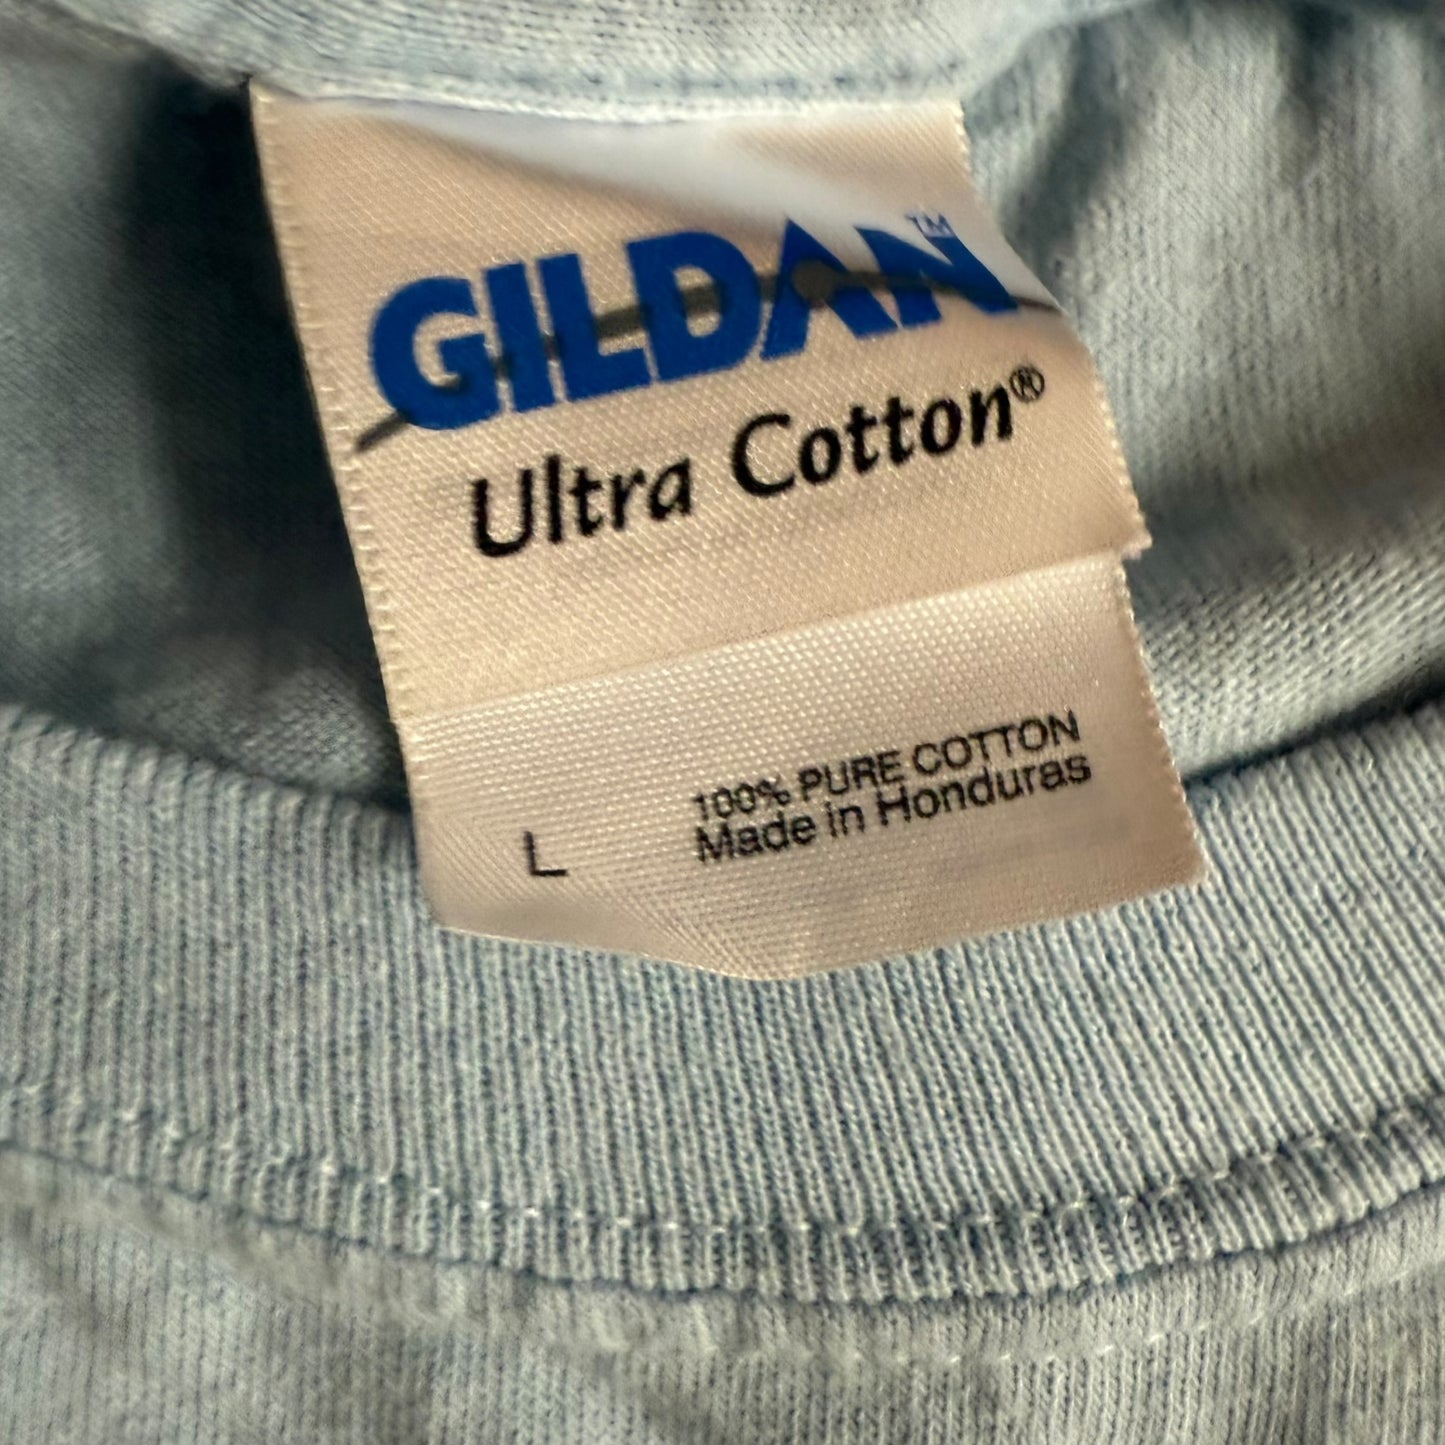 GILDAN™
Ultra Cotton®
100% PURE COTTON
Made in Honduras
L